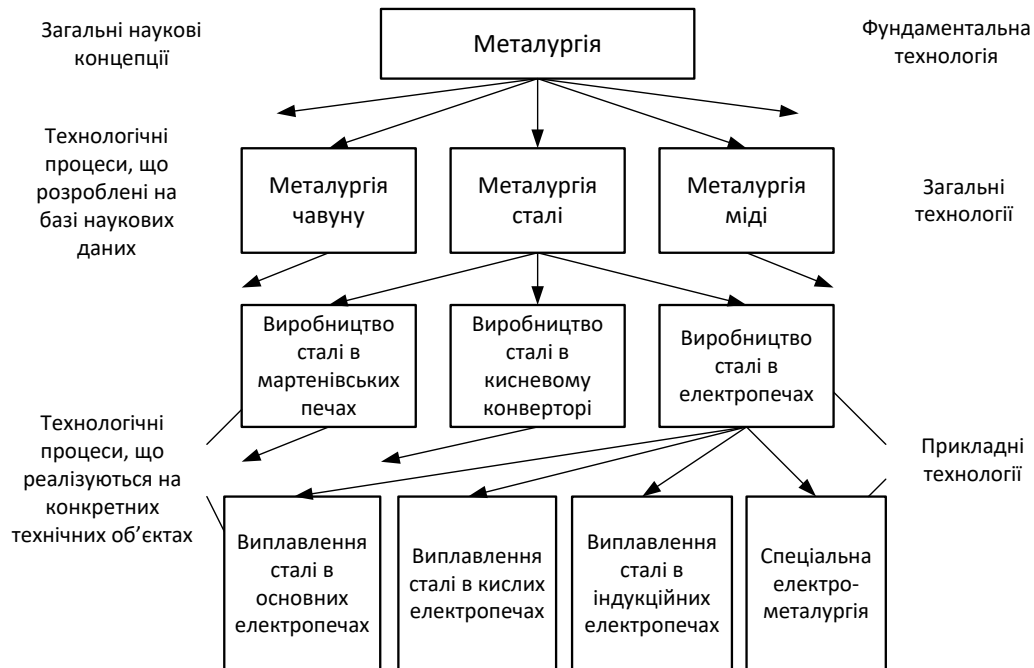 Загальні наукові
концепції
Металургія
Фундаментальна
технологія
Технологічні
процеси, що
розроблені на
базі наукових
даних
Металургія
чавуну
Металургія
сталі
Металургія
міді
Загальні
технології
Виробництво
сталі в
мартенівських
печах
Виробництво
сталі в
кисневому
конверторі
Виробництво
сталі в
електропечах
Технологічні
процеси, що
реалізуються на
конкретних
технічних об’єктах
Прикладні
технології
Виплавлення
сталі в
основних
електропечах
Виплавлення
сталі в кислих
електропечах
Виплавлення
сталі в
індукційних
електропечах
Спеціальна
електро-
металургія